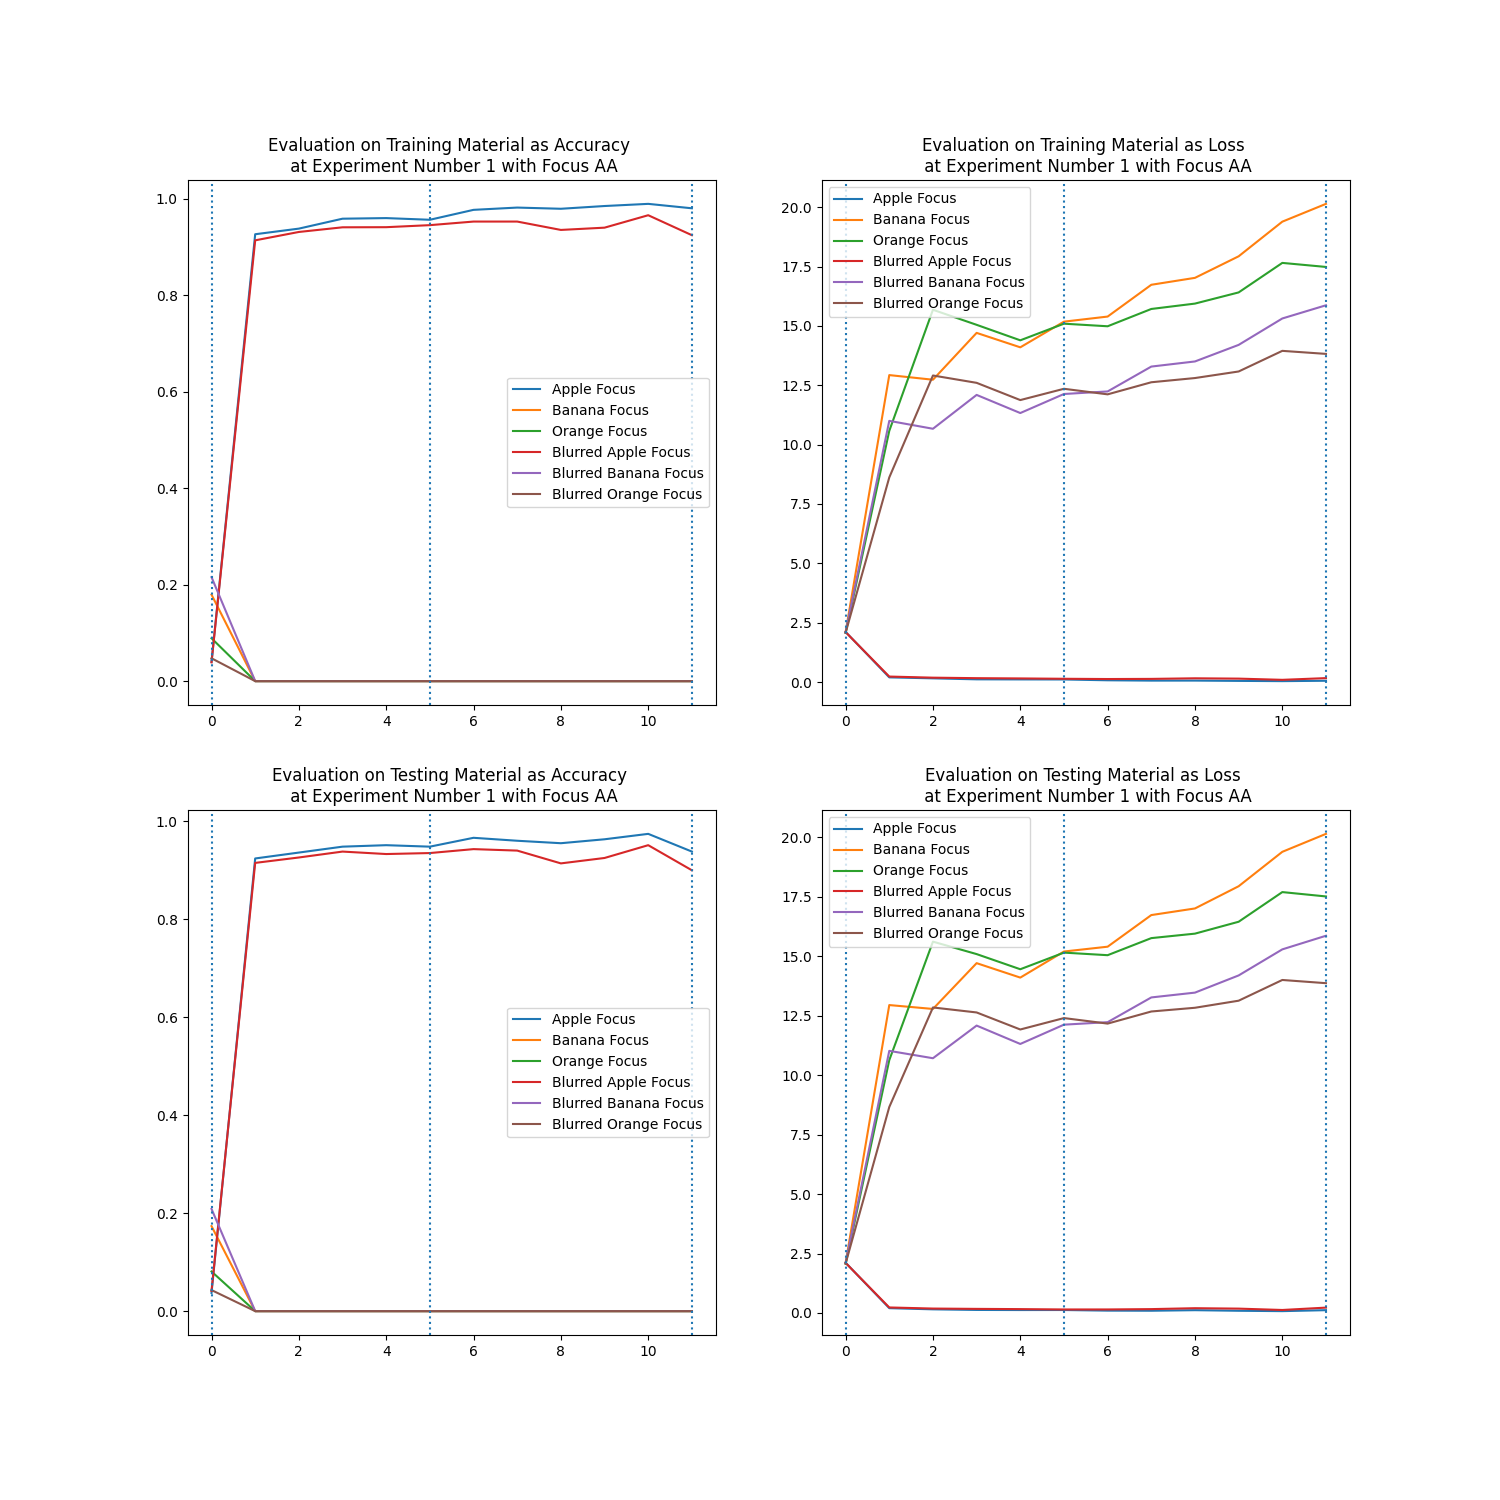 Evaluation on Training Material as Accuracy
at Experiment Number 1 with Focus AA
1.0
0.8
0.6
0.4
0.2
0.0
Apple Focus
Banana Focus
Orange Focus
Blurred Apple Focus
Blurred Banana Focus
Blurred Orange Focus
0 2 4 6 8 10
Evaluation on Training Material as Loss
at Experiment Number 1 with Focus AA
20.0
17.5
15.0
12.5
10.0
7.5
5.0
2.5
0.0
Apple Focus
Banana Focus
Orange Focus
Blurred Apple Focus
Blurred Banana Focus
Blurred Orange Focus
0 2 4 6 8 10
Evaluation on Testing Material as Accuracy
at Experiment Number 1 with Focus AA
1.0
0.8
0.6
0.4
0.2
0.0
Apple Focus
Banana Focus
Orange Focus
Blurred Apple Focus
Blurred Banana Focus
Blurred Orange Focus
0 2 4 6 8 10
Evaluation on Testing Material as Loss
at Experiment Number 1 with Focus AA
20.0
17.5
15.0
12.5
10.0
7.5
5.0
2.5
0.0
Apple Focus
Banana Focus
Orange Focus
Blurred Apple Focus
Blurred Banana Focus
Blurred Orange Focus
0 2 4 6 8 10